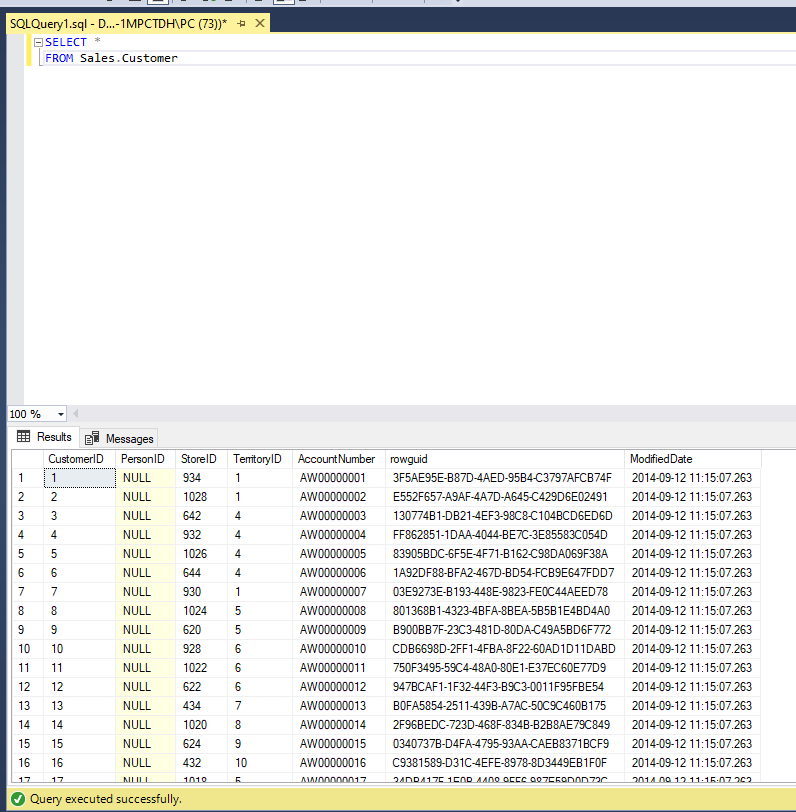 SQLQuery1.sql - D...-1MPCTDH\PC (73))*
SELECT *
FROM Sales.Customer
100 %
Results Messages
CustomerID PersonID StoreID TerritoryID AccountNumber rowguid ModifiedDate
1 1 NULL 934 1 AW00000001 3F5AE95E-B87D-4AED-95B4-C3797AFCB74F 2014-09-12 11:15:07.263
2 2 NULL 1028 1 AW00000002 E552F657-A9AF-4A7D-A645-C429D6E02491 2014-09-12 11:15:07.263
3 3 NULL 642 4 AW00000003 130774B1-DB21-4EF3-98C8-C104BCD6ED6D 2014-09-12 11:15:07.263
4 4 NULL 932 4 AW00000004 FF862851-1DAA-4044-BE7C-3E85583C054D 2014-09-12 11:15:07.263
5 5 NULL 1026 4 AW00000005 83905BDC-6F5E-4F71-B162-C98DA069F38A 2014-09-12 11:15:07.263
6 6 NULL 644 4 AW00000006 1A92DF88-BFA2-467D-BD54-FCB9E647FDD7 2014-09-12 11:15:07.263
7 7 NULL 930 1 AW00000007 03E9273E-B193-448E-9823-FE0C44AEED78 2014-09-12 11:15:07.263
8 8 NULL 1024 5 AW00000008 801368B1-4323-4BFA-8BEA-5B5B1E4BD4A0 2014-09-12 11:15:07.263
9 9 NULL 620 5 AW00000009 B900BB7F-23C3-481D-80DA-C49A5BD6F772 2014-09-12 11:15:07.263
10 10 NULL 928 6 AW00000010 CDB6698D-2FF1-4FBA-8F22-60AD1D11DABD 2014-09-12 11:15:07.263
11 11 NULL 1022 6 AW00000011 750F3495-59C4-48A0-80E1-E37EC60E77D9 2014-09-12 11:15:07.263
12 12 NULL 622 6 AW00000012 947BCAF1-1F32-44F3-B9C3-0011F95FBE54 2014-09-12 11:15:07.263
13 13 NULL 434 7 AW00000013 B0FA5854-2511-439B-A7AC-50C9C460B175 2014-09-12 11:15:07.263
14 14 NULL 1020 8 AW00000014 2F96BEDC-723D-468F-834B-B2B8AE79C849 2014-09-12 11:15:07.263
15 15 NULL 624 9 AW00000015 0340737B-D4FA-4795-93AA-CAEB8371BCF9 2014-09-12 11:15:07.263
16 16 NULL 432 10 AW00000016 C9381589-D31C-4EFE-8978-8D3449EB1F0F 2014-09-12 11:15:07.263
17 17 NULL 1018 5 AW00000017 2014-09-12 11:15:07.263
Query executed successfully.